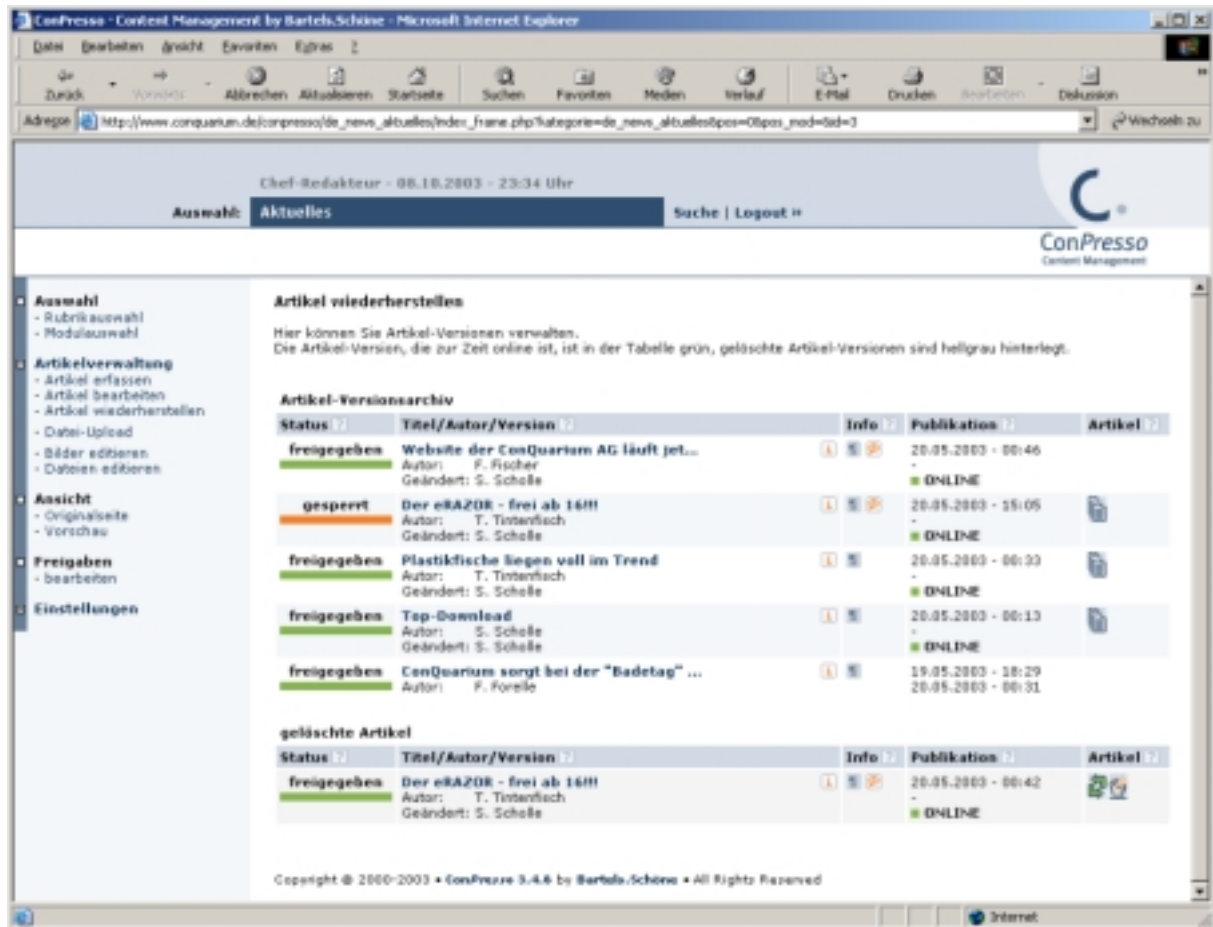 ConPresso - Content Management by Bartels.Schöne - Microsoft Internet Explorer
Datei Bearbeiten Ansicht Favoriten Extras ?
Zurück Vorwärts Abbrechen Aktualisieren Startseite Suchen Favoriten Medien Verlauf E-Mail Drucken Bearbeiten Diskussion
Adresse http://www.conquarium.de/conpresso/de_news_aktuelles/index_frame.php?kategorie=de_news_aktuelles&pos=0&pos_mod=&id=3 Wechseln zu
Chef-Redakteur - 08.10.2003 - 23:34 Uhr
Auswahl: Aktuelles Suche | Logout »
C.
ConPresso
Content Management
Auswahl
- Rubrikauswahl
- Modulauswahl
Artikelverwaltung
- Artikel erfassen
- Artikel bearbeiten
- Artikel wiederherstellen
- Datei-Upload
- Bilder editieren
- Dateien editieren
Ansicht
- Originalseite
- Vorschau
Freigaben
- bearbeiten
Einstellungen
Artikel wiederherstellen
Hier können Sie Artikel-Versionen verwalten.
Die Artikel-Version, die zur Zeit online ist, ist in der Tabelle grün, gelöschte Artikel-Versionen sind hellgrau hinterlegt.
Artikel-Versionsarchiv
Status ? Titel/Autor/Version ? Info ? Publikation ? Artikel ?
freigegeben Website der ConQuarium AG läuft jet... 20.05.2003 - 00:46
Autor: F. Fischer -
Geändert: S. Scholle ONLINE
gesperrt Der eRAZOR - frei ab 16!!! 20.05.2003 - 15:05
Autor: T. Tintenfisch -
Geändert: S. Scholle ONLINE
freigegeben Plastikfische liegen voll im Trend 20.05.2003 - 00:33
Autor: T. Tintenfisch -
Geändert: S. Scholle ONLINE
freigegeben Top-Download 20.05.2003 - 00:13
Autor: S. Scholle -
Geändert: S. Scholle ONLINE
freigegeben ConQuarium sorgt bei der "Badetag" ... 19.05.2003 - 18:29
Autor: F. Forelle 20.05.2003 - 00:31
gelöschte Artikel
Status ? Titel/Autor/Version ? Info ? Publikation ? Artikel ?
freigegeben Der eRAZOR - frei ab 16!!! 20.05.2003 - 00:42
Autor: T. Tintenfisch -
Geändert: S. Scholle ONLINE
Copyright © 2000-2003 • ConPresso 3.4.6 by Bartels.Schöne • All Rights Reserved
Internet